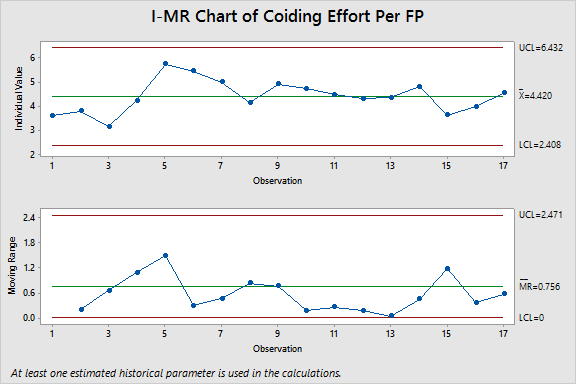 I-MR Chart of Coiding Effort Per FP
UCL=6.432
6
5
X̄=4.420
4
3
LCL=2.408
2
1 3 5 7 9 11 13 15 17
Individual Value
Observation
UCL=2.471
2.4
1.8
1.2
M̅R̅=0.756
0.6
LCL=0
0.0
1 3 5 7 9 11 13 15 17
Moving Range
Observation
At least one estimated historical parameter is used in the calculations.